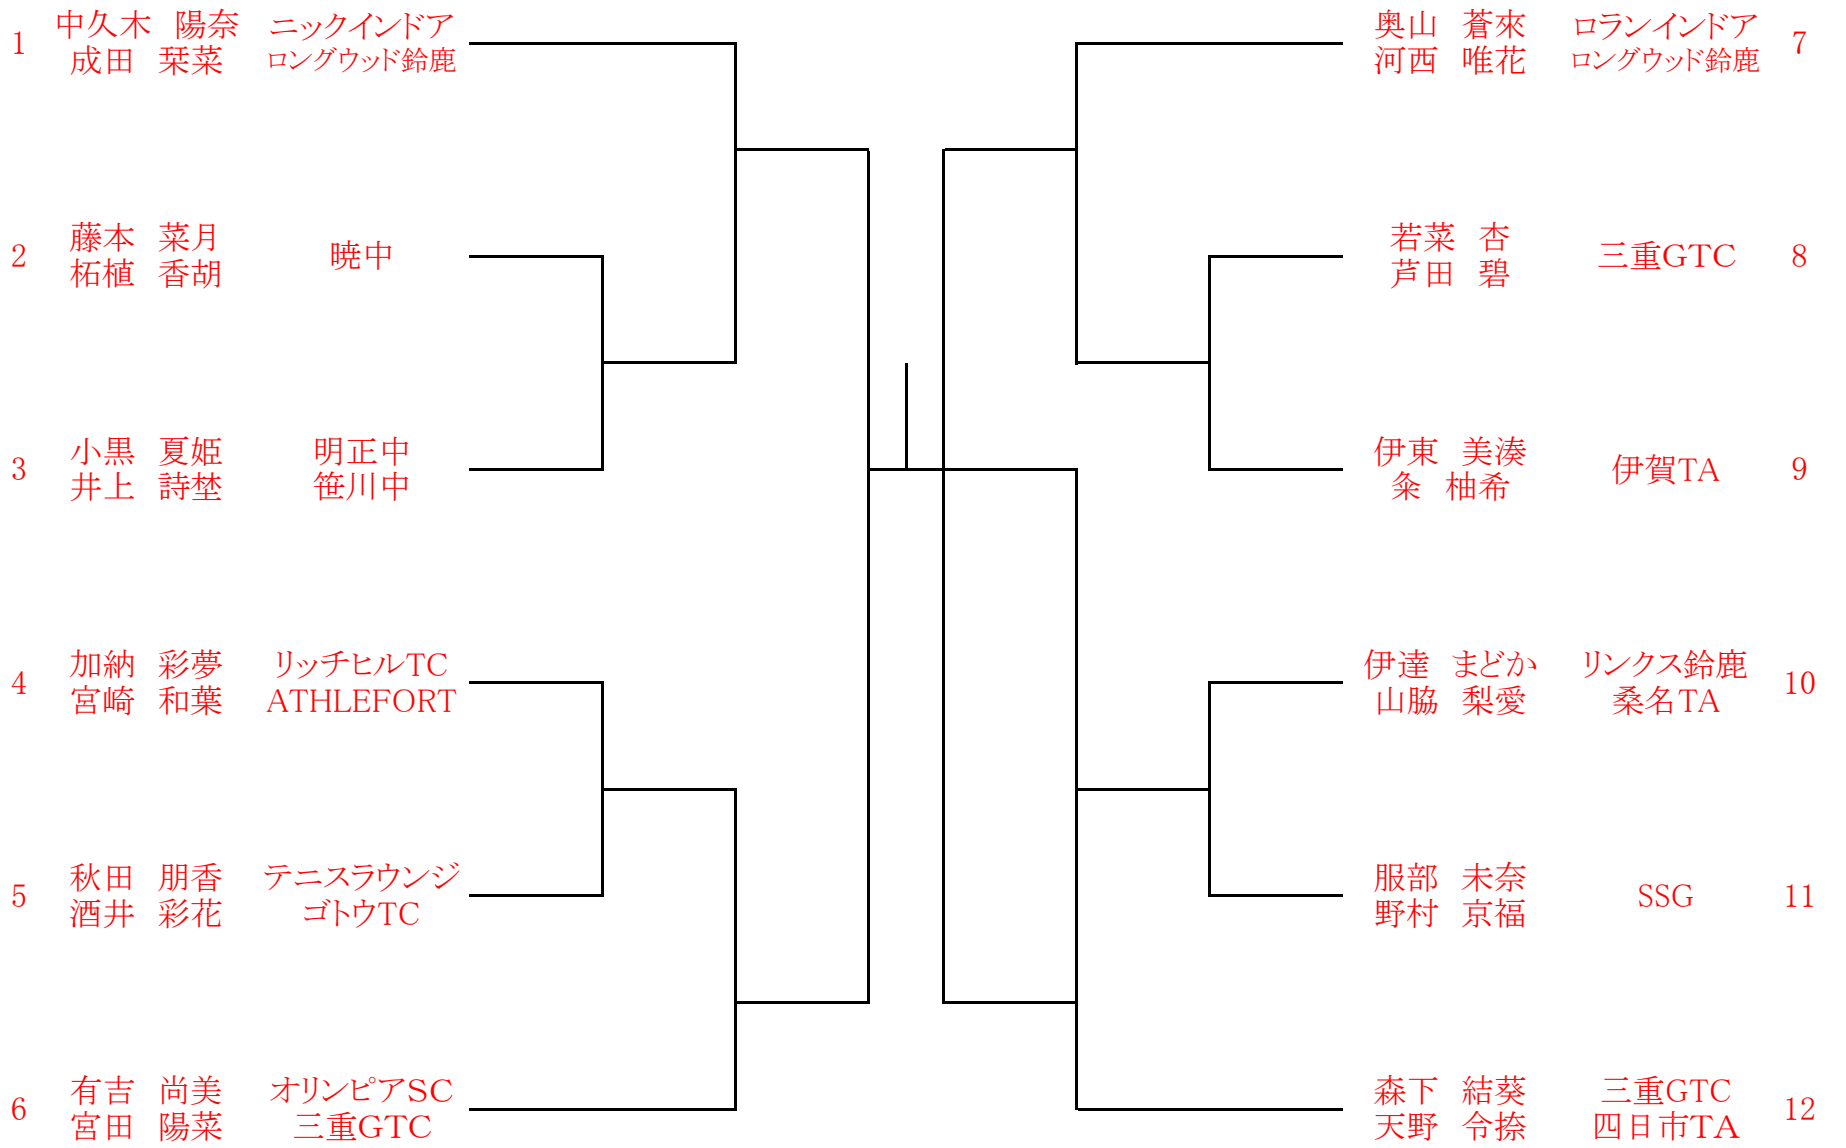 1 中久木 陽奈 ニックインドア
成田 栞菜 ロングウッド鈴鹿
2 藤本 菜月 暁中
柘植 香胡
3 小黒 夏姫 明正中
井上 詩埜 笹川中
4 加納 彩夢 リッチヒルTC
宮崎 和葉 ATHLEFORT
5 秋田 朋香 テニスラウンジ
酒井 彩花 ゴトウTC
6 有吉 尚美 オリンピアSC
宮田 陽菜 三重GTC
奥山 蒼來 ロランインドア 7
河西 唯花 ロングウッド鈴鹿
若菜 杏 三重GTC 8
芦田 碧
伊東 美湊 伊賀TA 9
粂 柚希
伊達 まどか リンクス鈴鹿 10
山脇 梨愛 桑名TA
服部 未奈 SSG 11
野村 京福
森下 結葵 三重GTC 12
天野 令捺 四日市TA